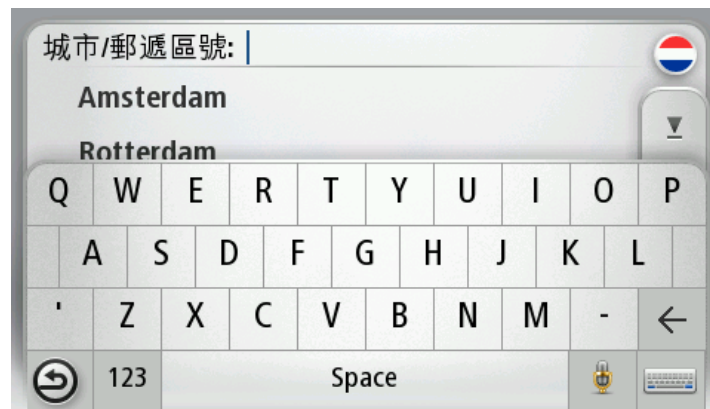 城市/郵遞區號:
Amsterdam
Rotterdam
Q W E R T Y U I O P
A S D F G H J K L
' Z X C V B N M -
123 Space